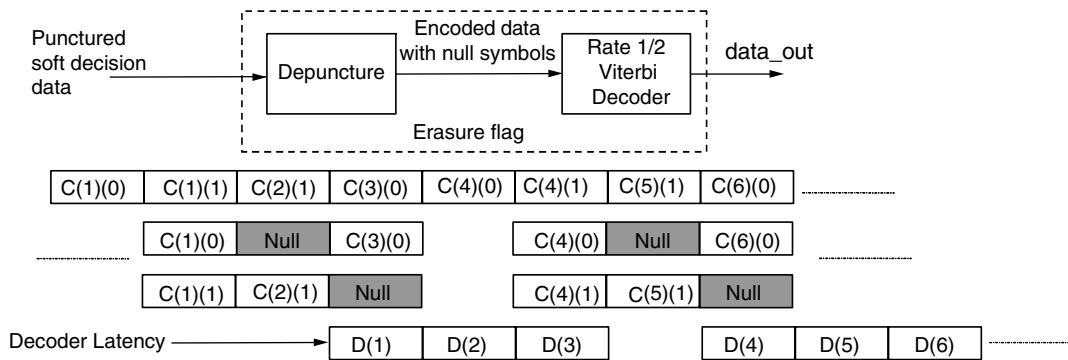 Punctured
soft decision
data
Depuncture
Encoded data
with null symbols
Rate 1/2
Viterbi
Decoder
data_out
Erasure flag
C(1)(0) C(1)(1) C(2)(1) C(3)(0) C(4)(0) C(4)(1) C(5)(1) C(6)(0)
C(1)(0) Null C(3)(0) C(4)(0) Null C(6)(0)
C(1)(1) C(2)(1) Null C(4)(1) C(5)(1) Null
Decoder Latency D(1) D(2) D(3) D(4) D(5) D(6)